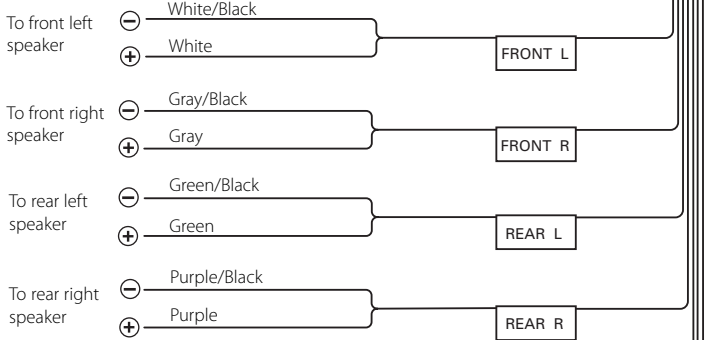 White/Black
To front left
speaker
⊖
⊕
White
FRONT L
Gray/Black
To front right
speaker
⊖
⊕
Gray
FRONT R
Green/Black
To rear left
speaker
⊖
⊕
Green
REAR L
Purple/Black
To rear right
speaker
⊖
⊕
Purple
REAR R